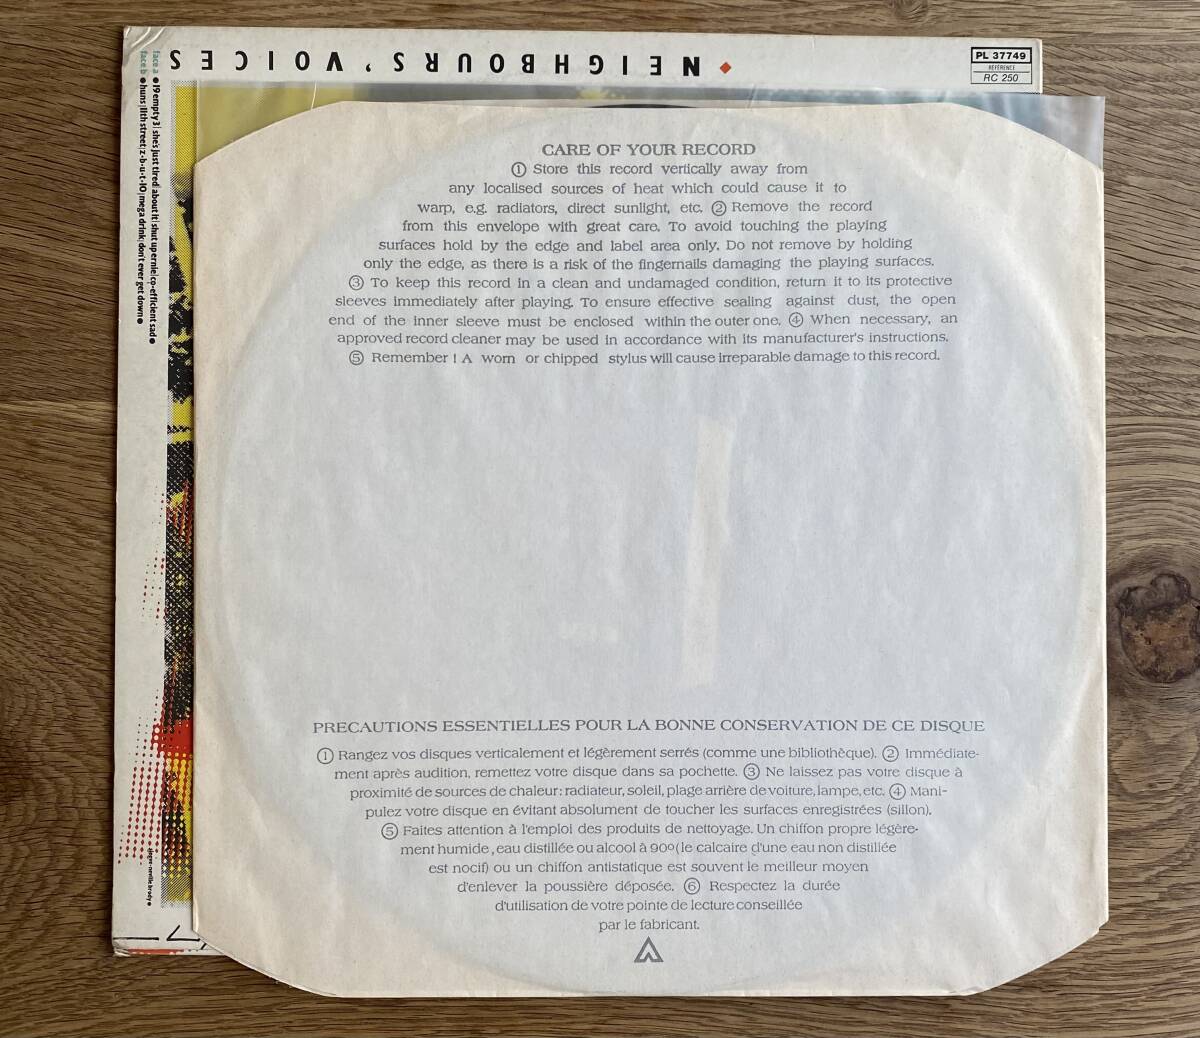 NEIGHBOURS' VOICES
PL 37749
RÉFÉRENCE
RC 250
face a 19 empty 3| she's just tired| about it| shut up ernie| co-efficient sad
face b huns| 11th street| z-b-u-t-10| mega drink| don't ever get down
CARE OF YOUR RECORD
① Store this record vertically away from
any localised sources of heat which could cause it to
warp, e.g. radiators, direct sunlight, etc. ② Remove the record
from this envelope with great care. To avoid touching the playing
surfaces hold by the edge and label area only. Do not remove by holding
only the edge, as there is a risk of the fingernails damaging the playing surfaces.
③ To keep this record in a clean and undamaged condition, return it to its protective
sleeves immediately after playing. To ensure effective sealing against dust, the open
end of the inner sleeve must be enclosed within the outer one. ④ When necessary, an
approved record cleaner may be used in accordance with its manufacturer's instructions.
⑤ Remember ! A worn or chipped stylus will cause irreparable damage to this record.
PRECAUTIONS ESSENTIELLES POUR LA BONNE CONSERVATION DE CE DISQUE
① Rangez vos disques verticalement et légèrement serrés (comme une bibliothèque). ② Immédiate-
ment après audition, remettez votre disque dans sa pochette. ③ Ne laissez pas votre disque à
proximité de sources de chaleur: radiateur, soleil, plage arrière de voiture, lampe, etc. ④ Mani-
pulez votre disque en évitant absolument de toucher les surfaces enregistrées (sillon).
⑤ Faites attention à l'emploi des produits de nettoyage. Un chiffon propre légère-
ment humide, eau distillée ou alcool à 90º (le calcaire d'une eau non distillée
est nocif) ou un chiffon antistatique est souvent le meilleur moyen
d'enlever la poussière déposée. ⑥ Respectez la durée
d'utilisation de votre pointe de lecture conseillée
par le fabricant.